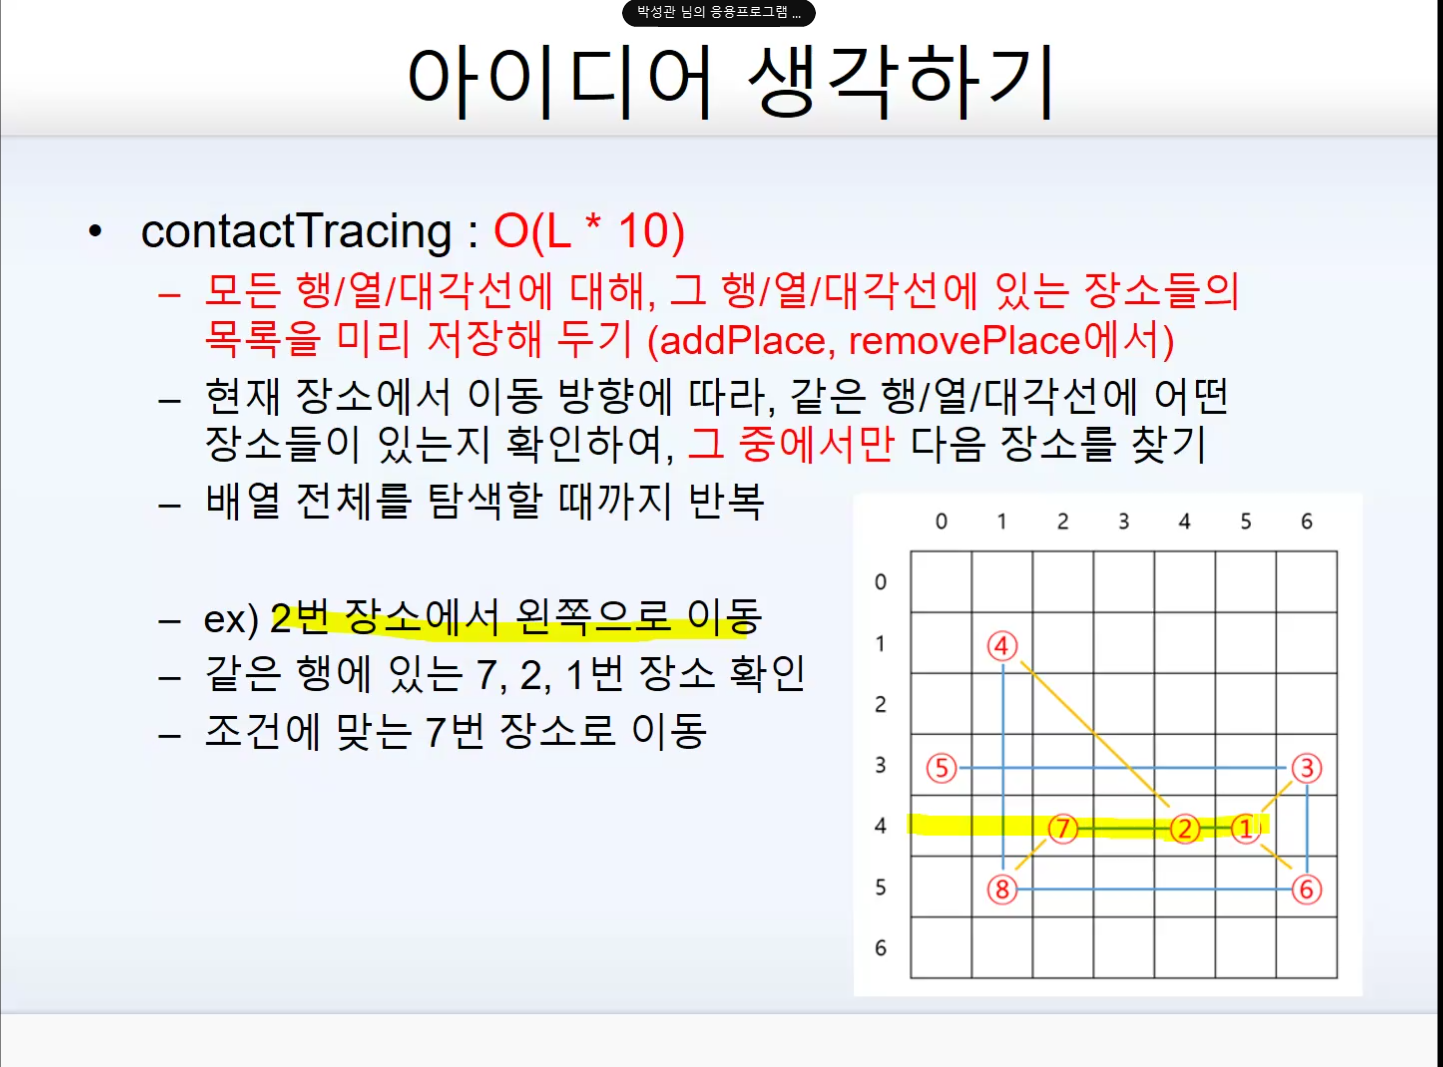 박성관 님의 응용프로그램 ...
아이디어 생각하기
• contactTracing : O(L * 10)
– 모든 행/열/대각선에 대해, 그 행/열/대각선에 있는 장소들의
목록을 미리 저장해 두기 (addPlace, removePlace에서)
– 현재 장소에서 이동 방향에 따라, 같은 행/열/대각선에 어떤
장소들이 있는지 확인하여, 그 중에서만 다음 장소를 찾기
– 배열 전체를 탐색할 때까지 반복
– ex) 2번 장소에서 왼쪽으로 이동
– 같은 행에 있는 7, 2, 1번 장소 확인
– 조건에 맞는 7번 장소로 이동
0 1 2 3 4 5 6
0
1 ④
2
3 ⑤ ③
4 ⑦ ② ①
5 ⑧ ⑥
6